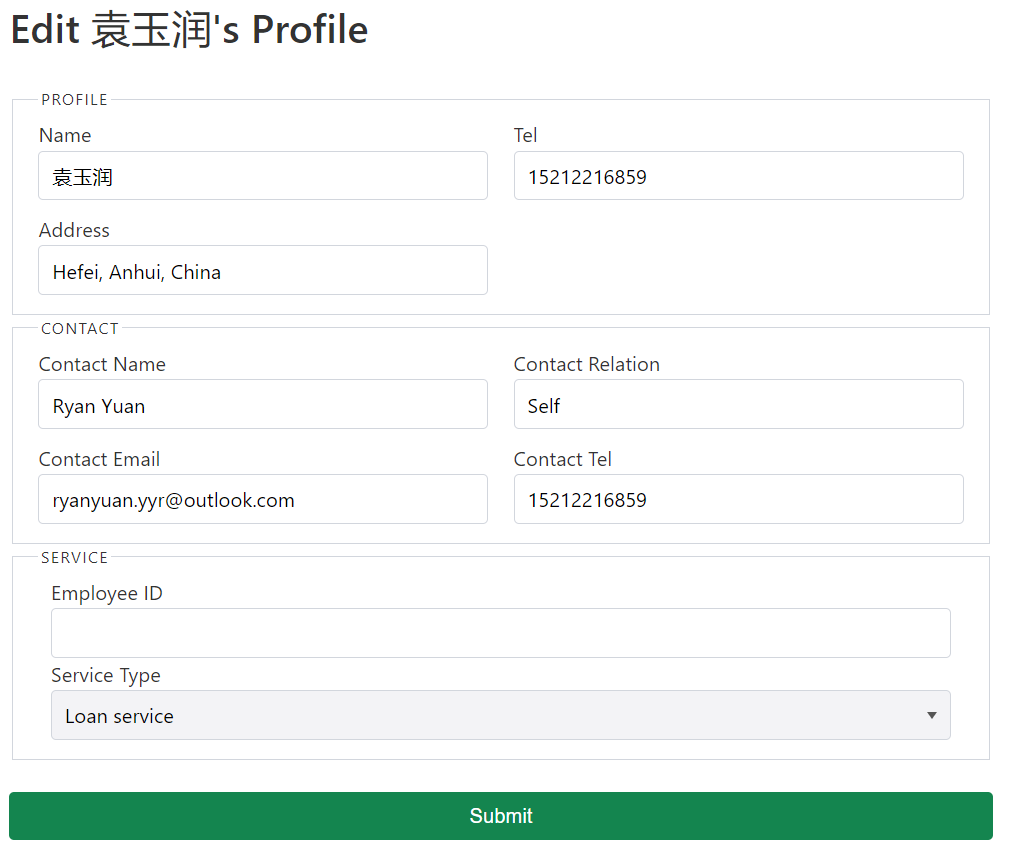 Edit 袁玉润's Profile
PROFILE
Name
Tel
袁玉润
15212216859
Address
Hefei, Anhui, China
CONTACT
Contact Name
Contact Relation
Ryan Yuan
Self
Contact Email
Contact Tel
ryanyuan.yyr@outlook.com
15212216859
SERVICE
Employee ID
Service Type
Loan service
Submit